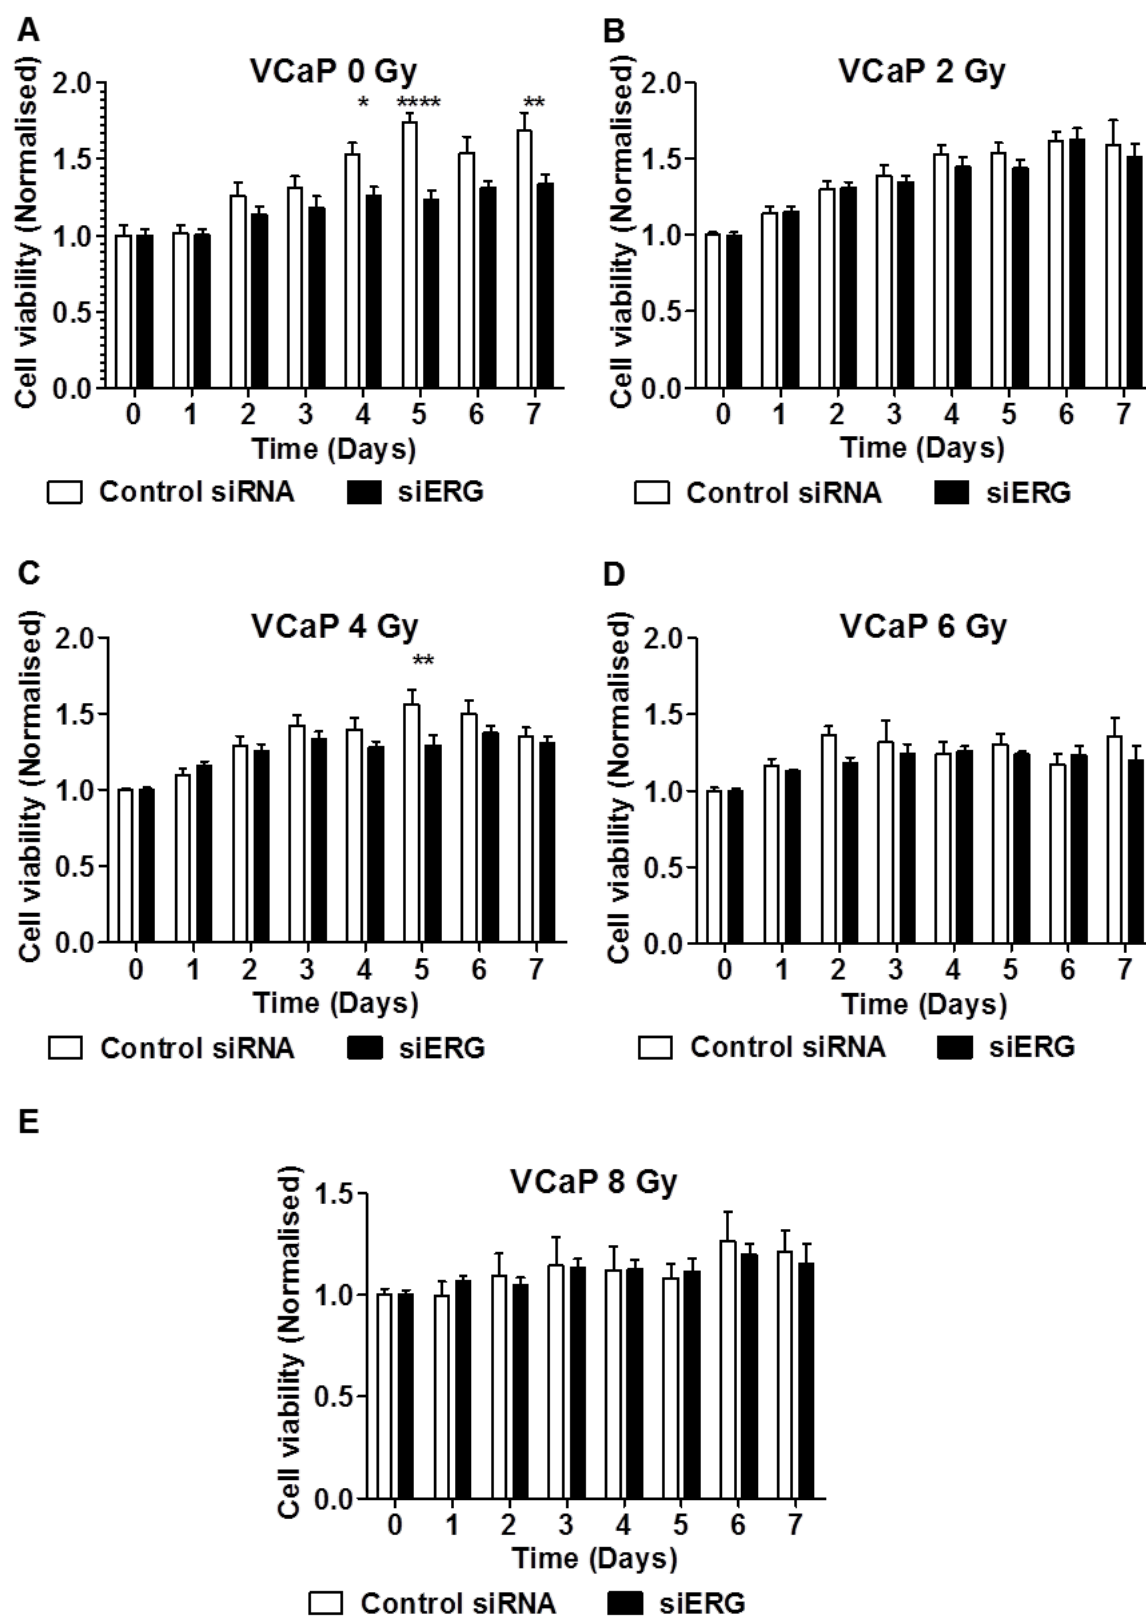 A
VCaP 0 Gy
Cell viability (Normalised)
2.0
1.5
1.0
0.5
0.0
* **** **
0 1 2 3 4 5 6 7
Time (Days)
Control siRNA siERG
B
VCaP 2 Gy
Cell viability (Normalised)
2.0
1.5
1.0
0.5
0.0
0 1 2 3 4 5 6 7
Time (Days)
Control siRNA siERG
C
VCaP 4 Gy
Cell viability (Normalised)
2.0
1.5
1.0
0.5
0.0
**
0 1 2 3 4 5 6 7
Time (Days)
Control siRNA siERG
D
VCaP 6 Gy
Cell viability (Normalised)
2.0
1.5
1.0
0.5
0.0
0 1 2 3 4 5 6 7
Time (Days)
Control siRNA siERG
E
VCaP 8 Gy
Cell viability (Normalised)
1.5
1.0
0.5
0.0
0 1 2 3 4 5 6 7
Time (Days)
Control siRNA siERG